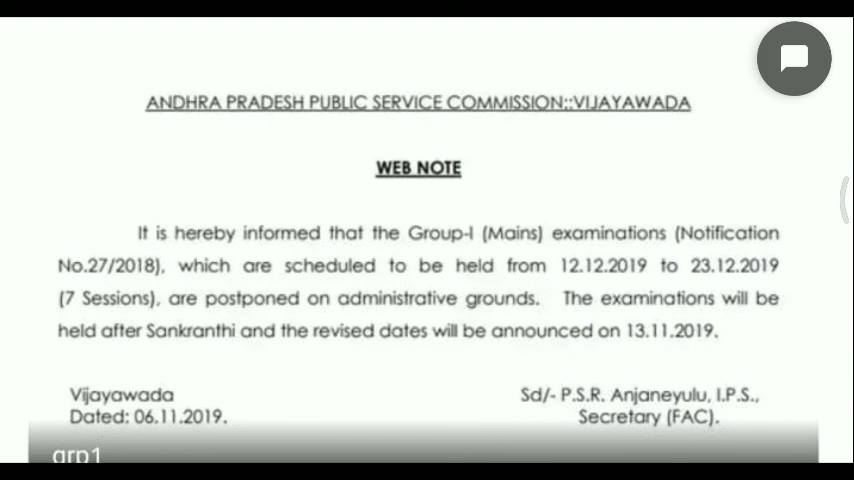 ANDHRA PRADESH PUBLIC SERVICE COMMISSION::VIJAYAWADA
WEB NOTE
It is hereby informed that the Group-I (Mains) examinations (Notification
No.27/2018), which are scheduled to be held from 12.12.2019 to 23.12.2019
(7 Sessions), are postponed on administrative grounds. The examinations will be
held after Sankranthi and the revised dates will be announced on 13.11.2019.
Vijayawada
Dated: 06.11.2019.
Sd/- P.S.R. Anjaneyulu, I.P.S.,
Secretary (FAC).
grp1